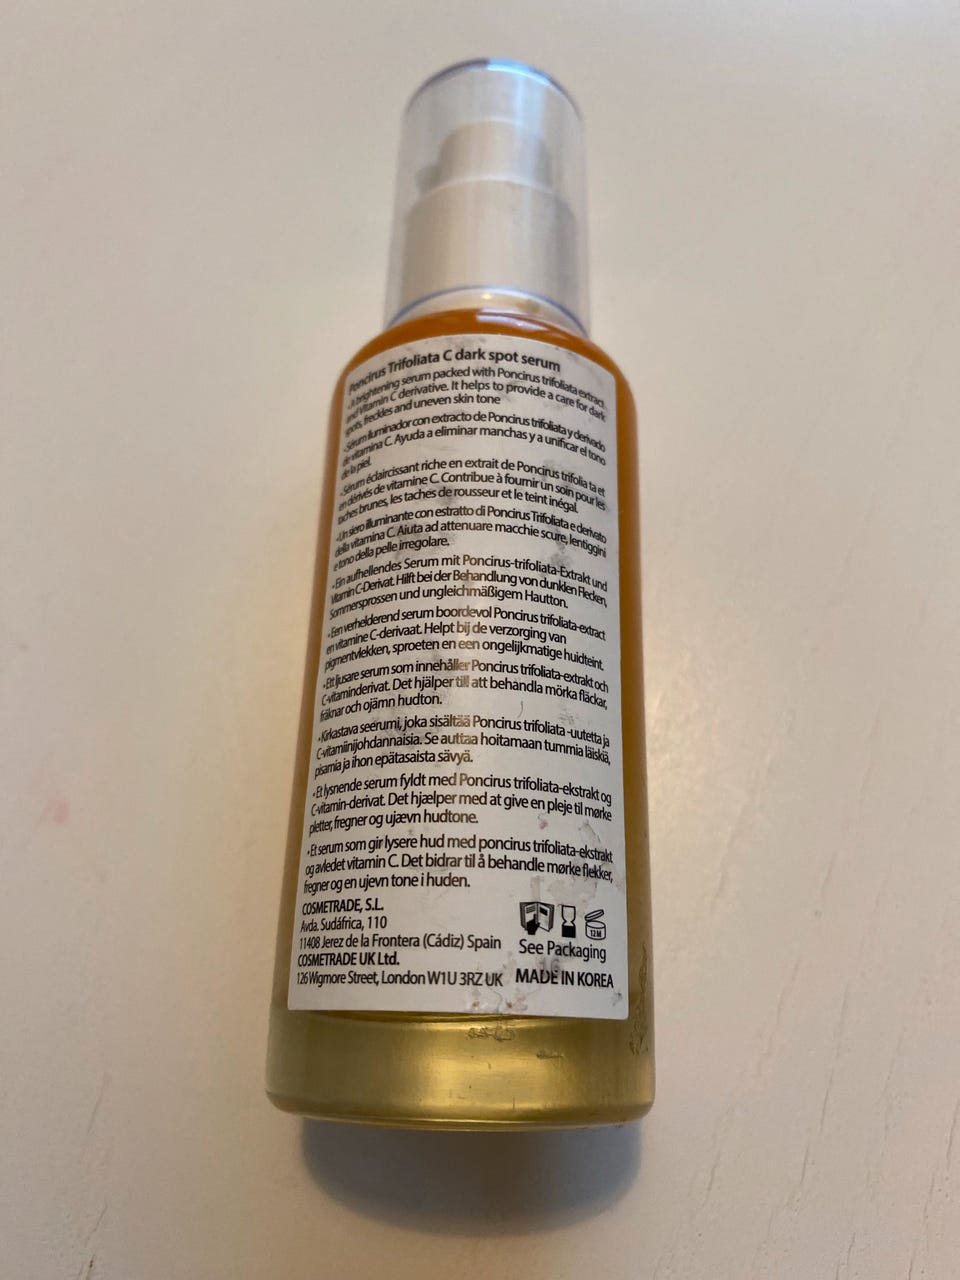 Poncirus Trifoliata C dark spot serum
• A brightening serum packed with Poncirus trifoliata extract
and Vitamin C derivative. It helps to provide a care for dark
spots, freckles and uneven skin tone
• Sérum iluminador con extracto de Poncirus trifoliata y derivado
de vitamina C. Ayuda a eliminar manchas y a unificar el tono
de la piel.
• Sérum éclaircissant riche en extrait de Poncirus trifolia ta et
en dérivés de vitamine C. Contribue à fournir un soin pour les
taches brunes, les taches de rousseur et le teint inégal.
• Un siero illuminante con estratto di Poncirus Trifoliata e derivato
della vitamina C. Aiuta ad attenuare macchie scure, lentiggini
e tono della pelle irregolare.
• Ein aufhellendes Serum mit Poncirus-trifoliata-Extrakt und
Vitamin C-Derivat. Hilft bei der Behandlung von dunklen Flecken,
Sommersprossen und ungleichmäßigem Hautton.
• Een verhelderend serum boordevol Poncirus trifoliata-extract
en vitamine C-derivaat. Helpt bij de verzorging van
pigmentvlekken, sproeten en een ongelijkmatige huidteint.
• Ett ljusare serum som innehåller Poncirus trifoliata-extrakt och
C-vitaminderivat. Det hjälper till att behandla mörka fläckar,
fräknar och ojämn hudton.
• Kirkastava seerumi, joka sisältää Poncirus trifoliata -uutetta ja
C-vitamiinijohdannaisia. Se auttaa hoitamaan tummia läiskiä,
pisamia ja ihon epätasaista sävyä.
• Et lysnende serum fyldt med Poncirus trifoliata-ekstrakt og
C-vitamin-derivat. Det hjælper med at give en pleje til mørke
pletter, fregner og ujævn hudtone.
• Et serum som gir lysere hud med poncirus trifoliata-ekstrakt
og avledet vitamin C. Det bidrar til å behandle mørke flekker,
fregner og en ujevn tone i huden.
COSMETRADE, S.L.
Avda. Sudáfrica, 110
11408 Jerez de la Frontera (Cádiz) Spain
COSMETRADE UK Ltd.
126 Wigmore Street, London W1U 3RZ UK
12M
See Packaging
MADE IN KOREA